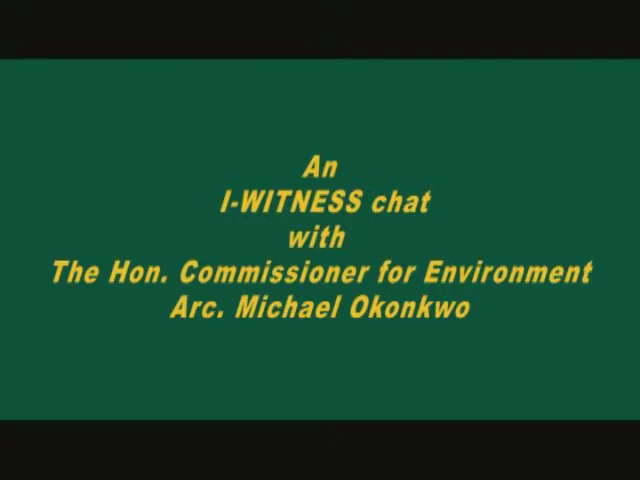 An
I-WITNESS chat
with
The Hon. Commissioner for Environment
Arc. Michael Okonkwo